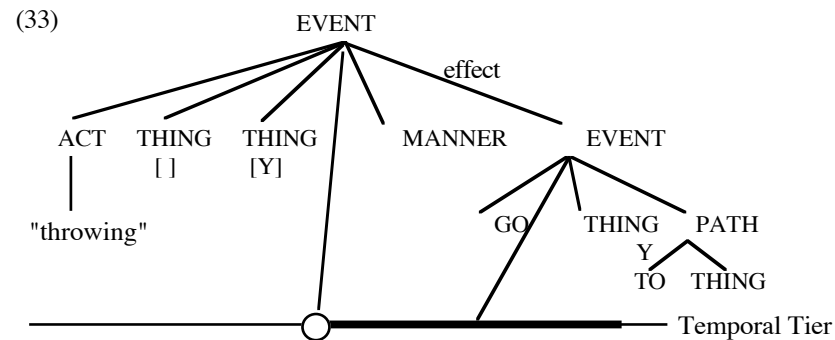 (33)
EVENT
effect
ACT THING THING MANNER EVENT
[ ] [Y]
"throwing"
GO THING PATH
Y
TO THING
Temporal Tier